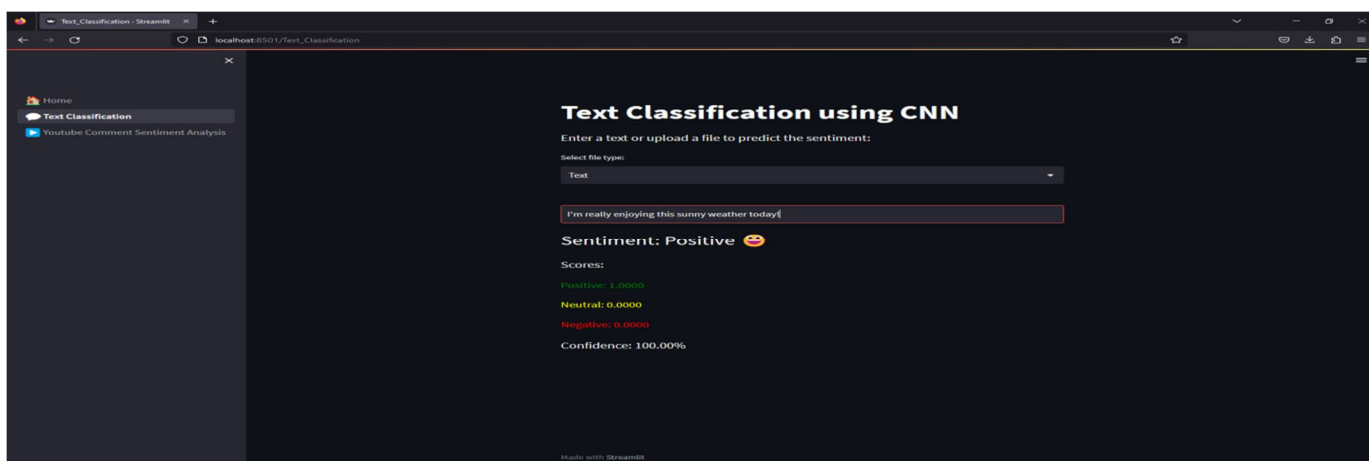 Text_Classification · Streamlit
localhost:8501/Text_Classification
Home
Text Classification
Youtube Comment Sentiment Analysis
Text Classification using CNN
Enter a text or upload a file to predict the sentiment:
Select file type:
Text
I'm really enjoying this sunny weather today!
Sentiment: Positive 😄
Scores:
Positive: 1.0000
Neutral: 0.0000
Negative: 0.0000
Confidence: 100.00%
Made with Streamlit